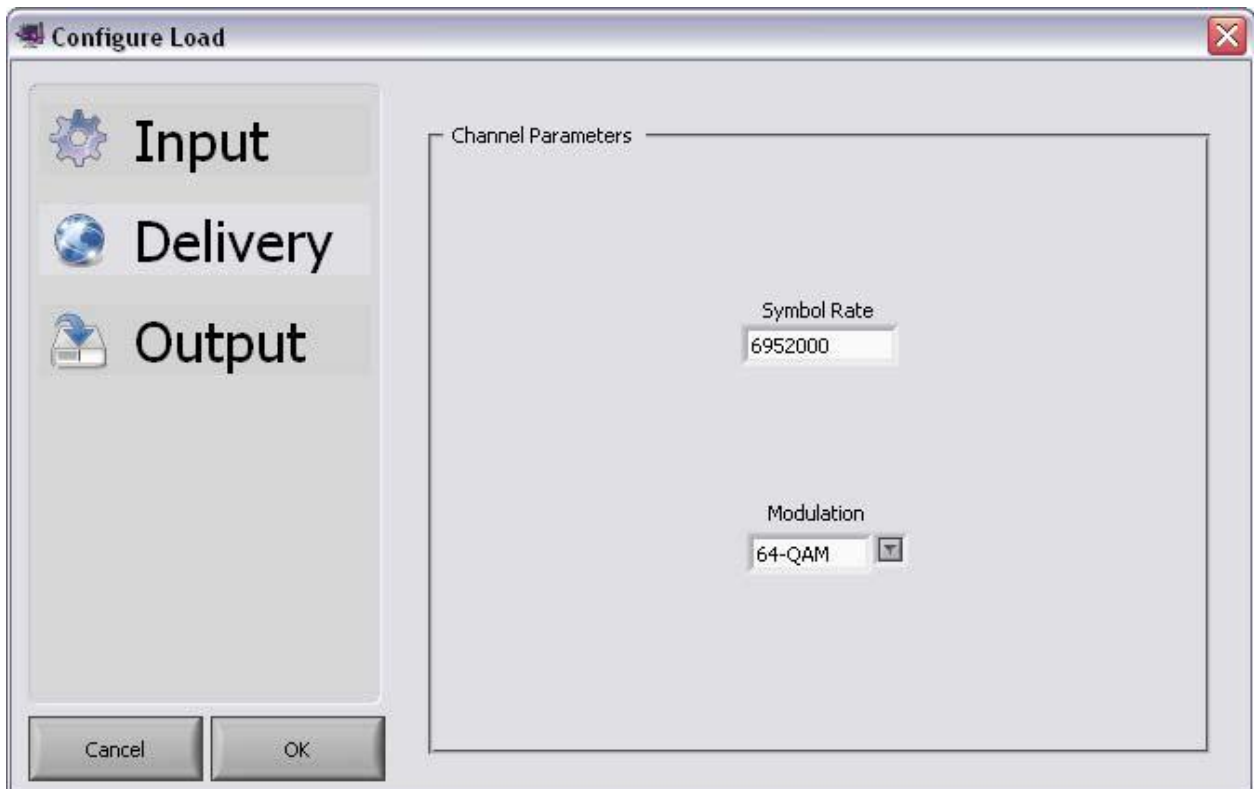 Configure Load
Input
Delivery
Output
Cancel
OK
Channel Parameters
Symbol Rate
6952000
Modulation
64-QAM